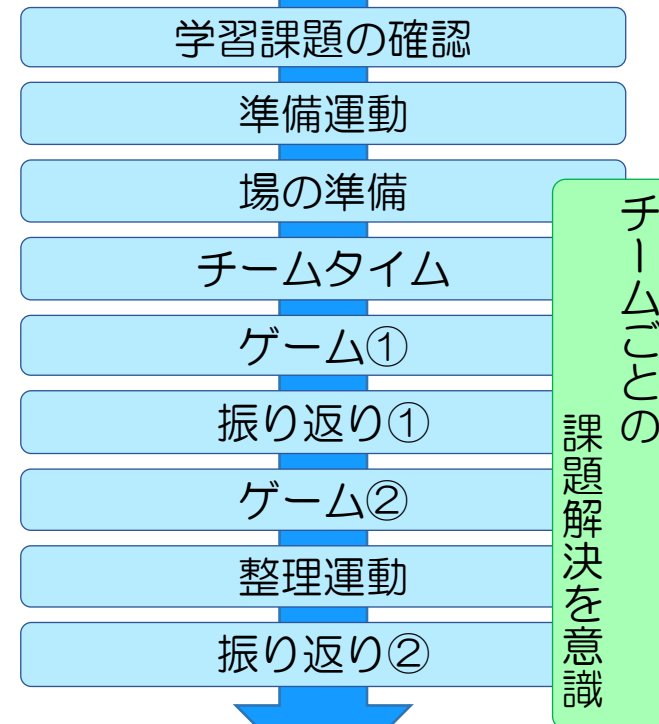 学習課題の確認
準備運動
場の準備
チームタイム
ゲーム①
振り返り①
ゲーム②
整理運動
振り返り②
チームごとの
課題解決を意識